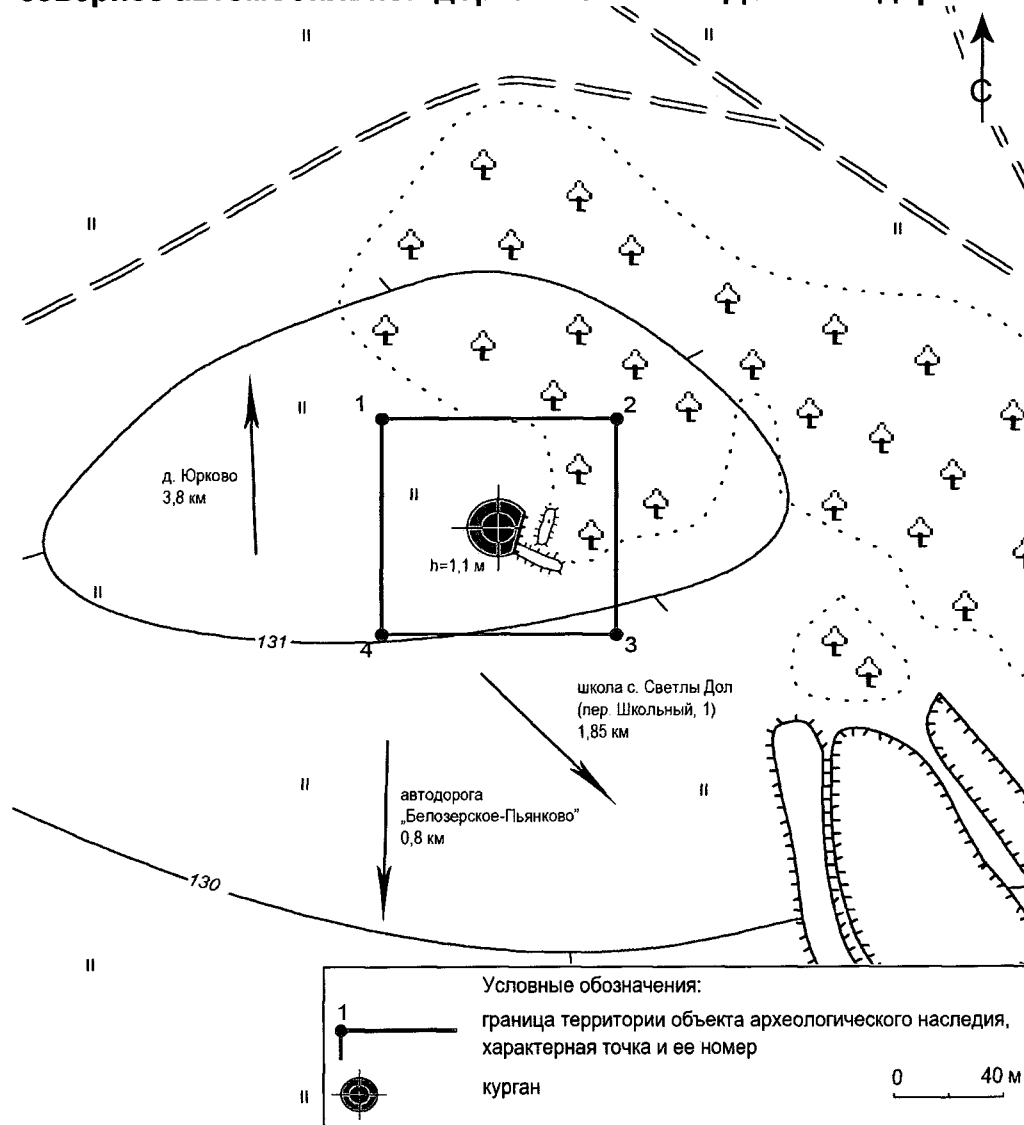 С
1
2
д. Юрково
3,8 км
h=1,1 м
131
4
3
школа с. Светлы Дол
(пер. Школьный, 1)
1,85 км
автодорога
„Белозерское-Пьянково”
0,8 км
130
Условные обозначения:
1
граница территории объекта археологического наследия,
характерная точка и ее номер
курган
0 40 м